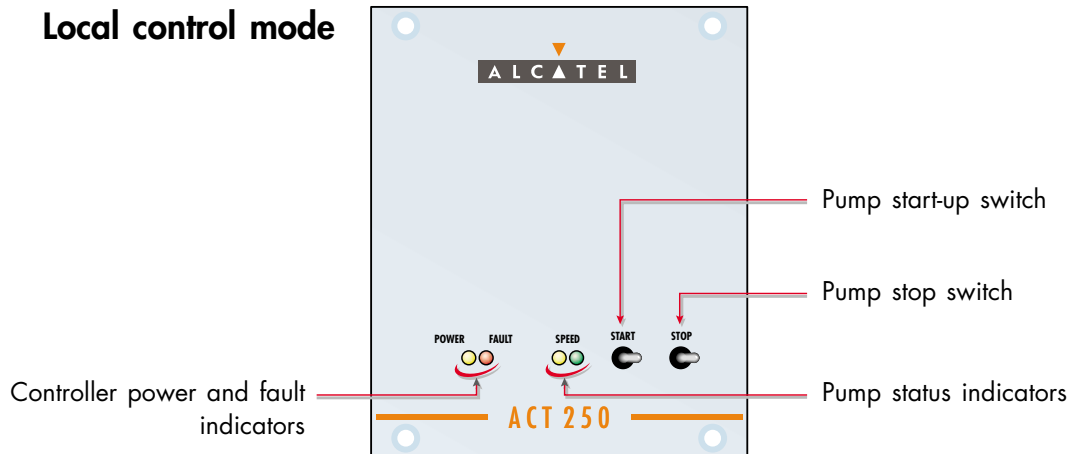 Local control mode
ALCATEL
Pump start-up switch
Pump stop switch
POWER FAULT SPEED START STOP
Controller power and fault
indicators
Pump status indicators
ACT 250